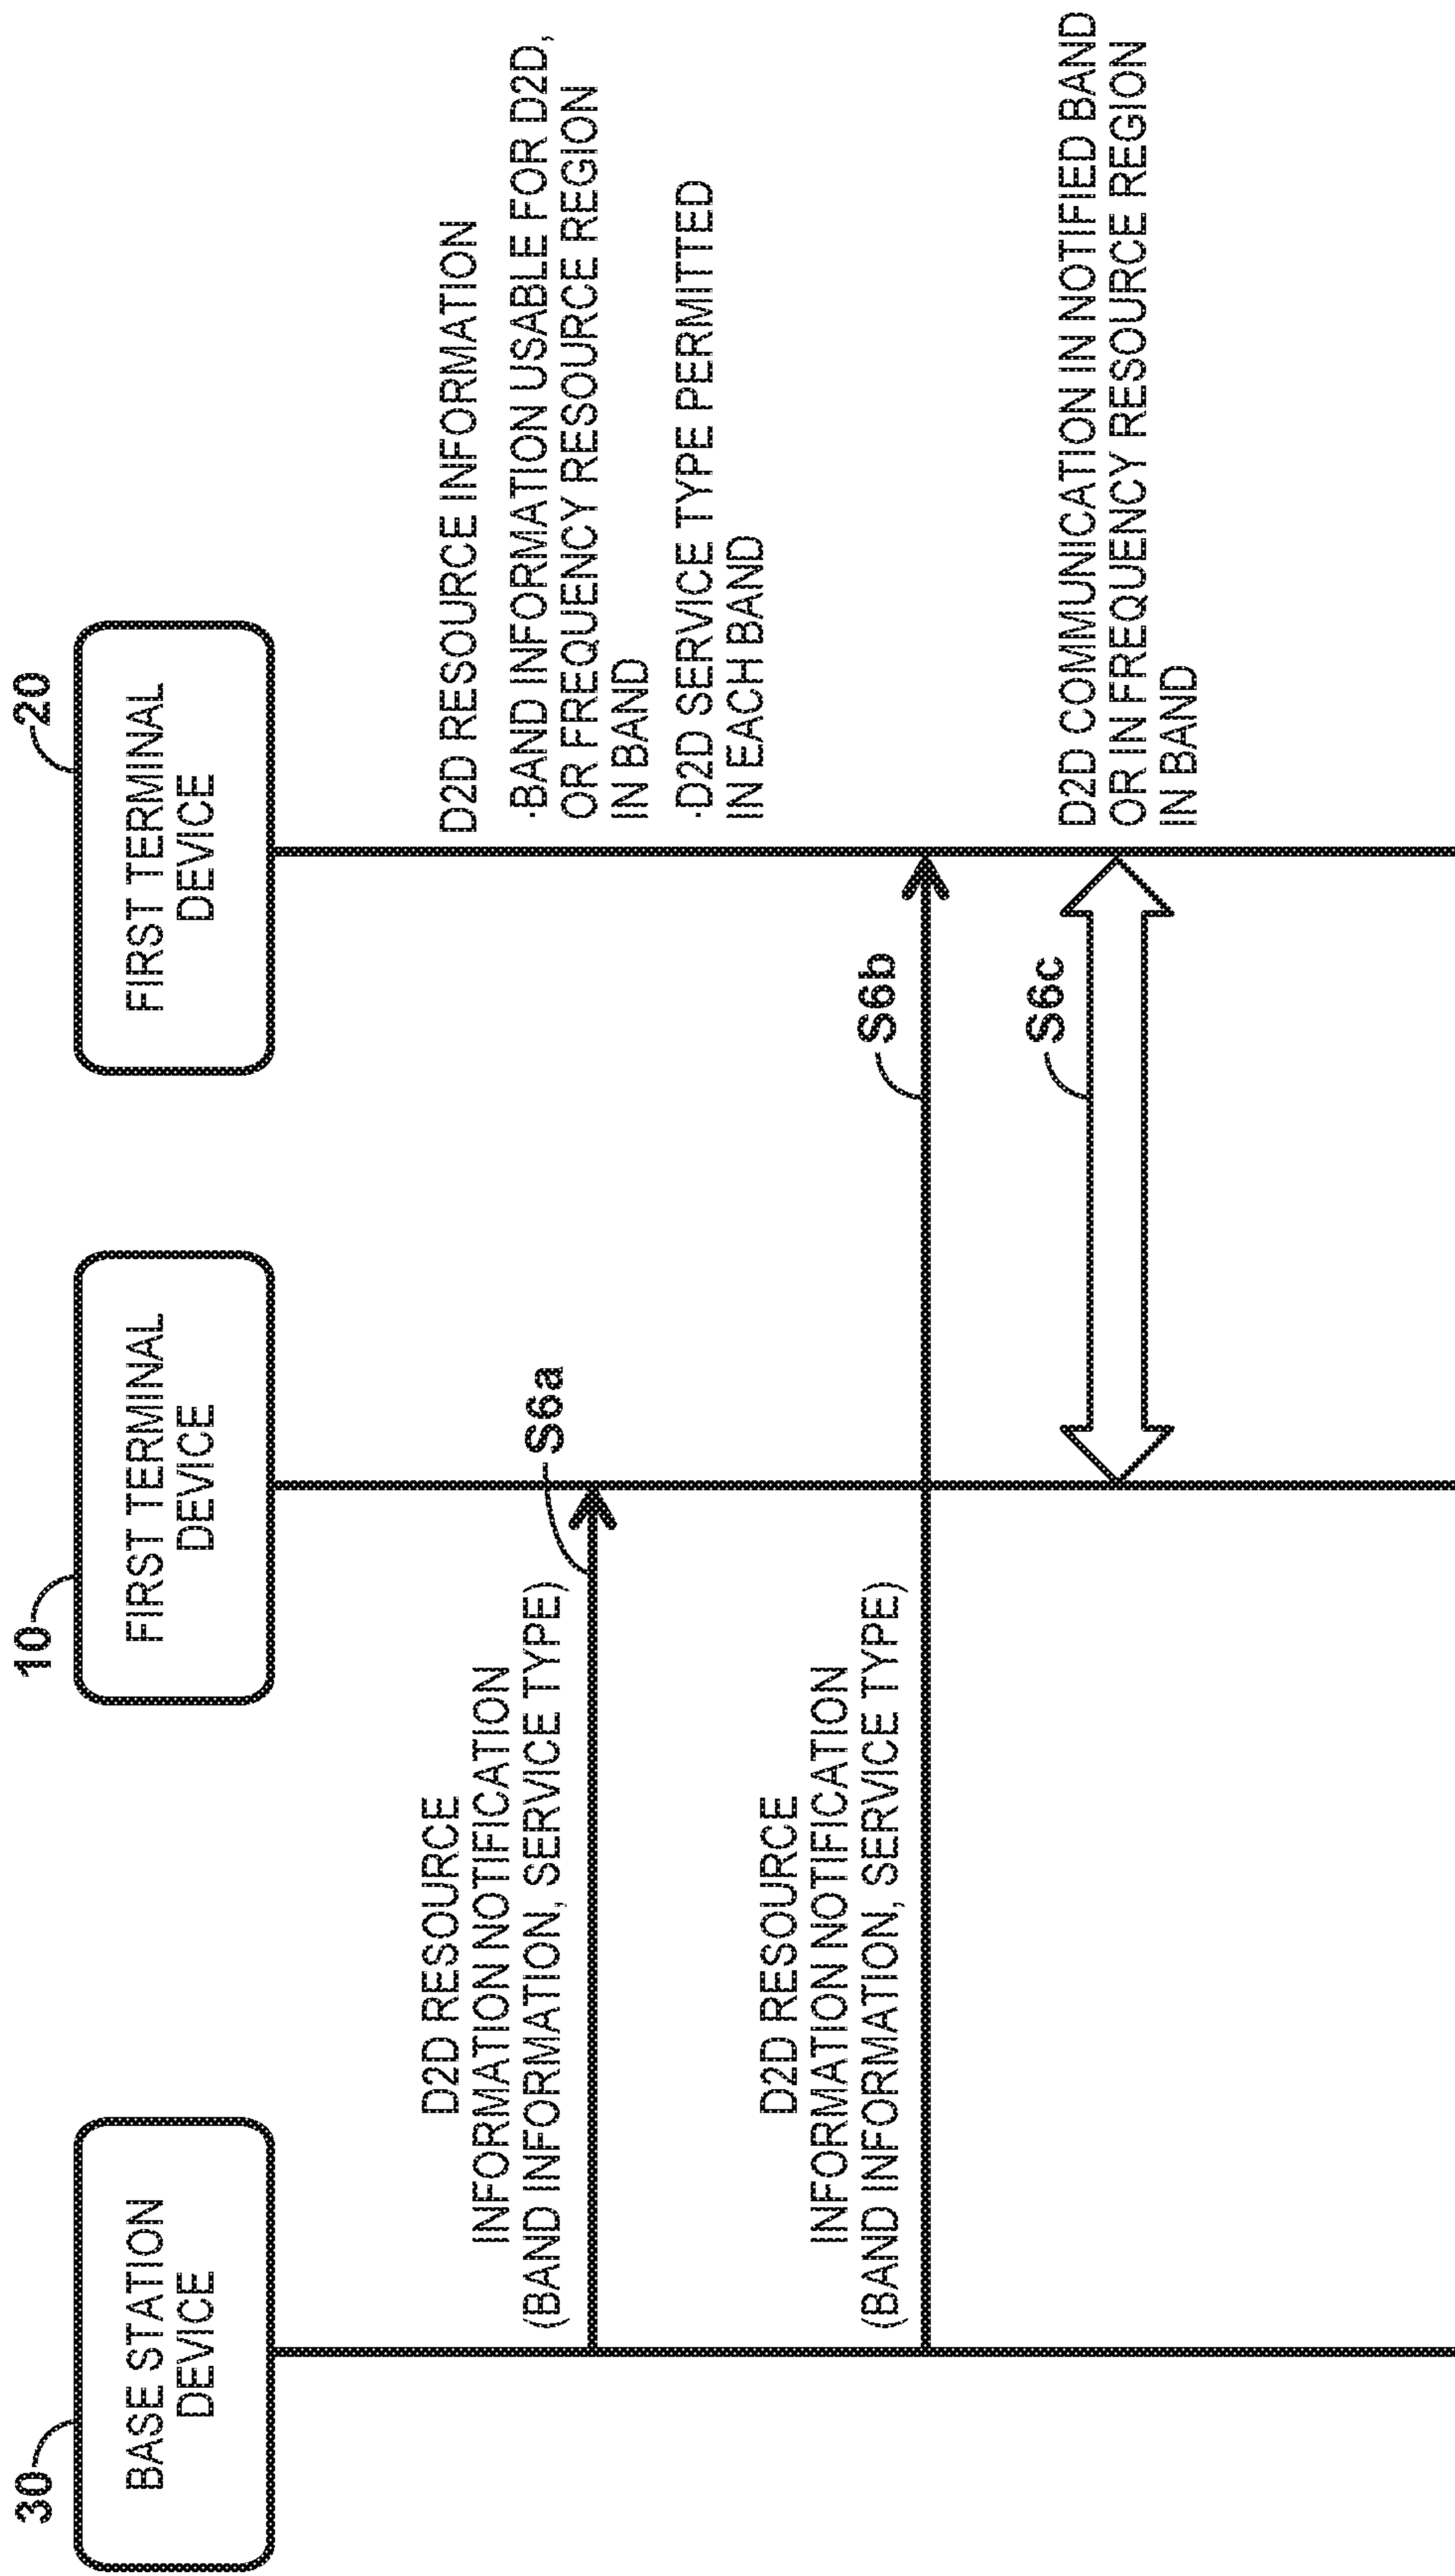 30
BASE STATION
DEVICE
10
FIRST TERMINAL
DEVICE
20
FIRST TERMINAL
DEVICE
D2D RESOURCE
INFORMATION NOTIFICATION
(BAND INFORMATION, SERVICE TYPE)
S6a
D2D RESOURCE INFORMATION
·BAND INFORMATION USABLE FOR D2D,
OR FREQUENCY RESOURCE REGION
IN BAND
·D2D SERVICE TYPE PERMITTED
IN EACH BAND
D2D RESOURCE
INFORMATION NOTIFICATION
(BAND INFORMATION, SERVICE TYPE)
S6b
S6c
D2D COMMUNICATION IN NOTIFIED BAND
OR IN FREQUENCY RESOURCE REGION
IN BAND